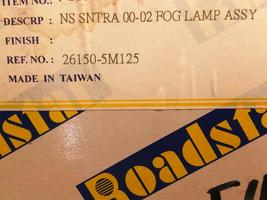 ITEM NO.:
DESCRP : NS SNTRA 00-02 FOG LAMP ASSY
FINISH :
REF. NO.: 26150-5M125
MADE IN TAIWAN
Roadsta